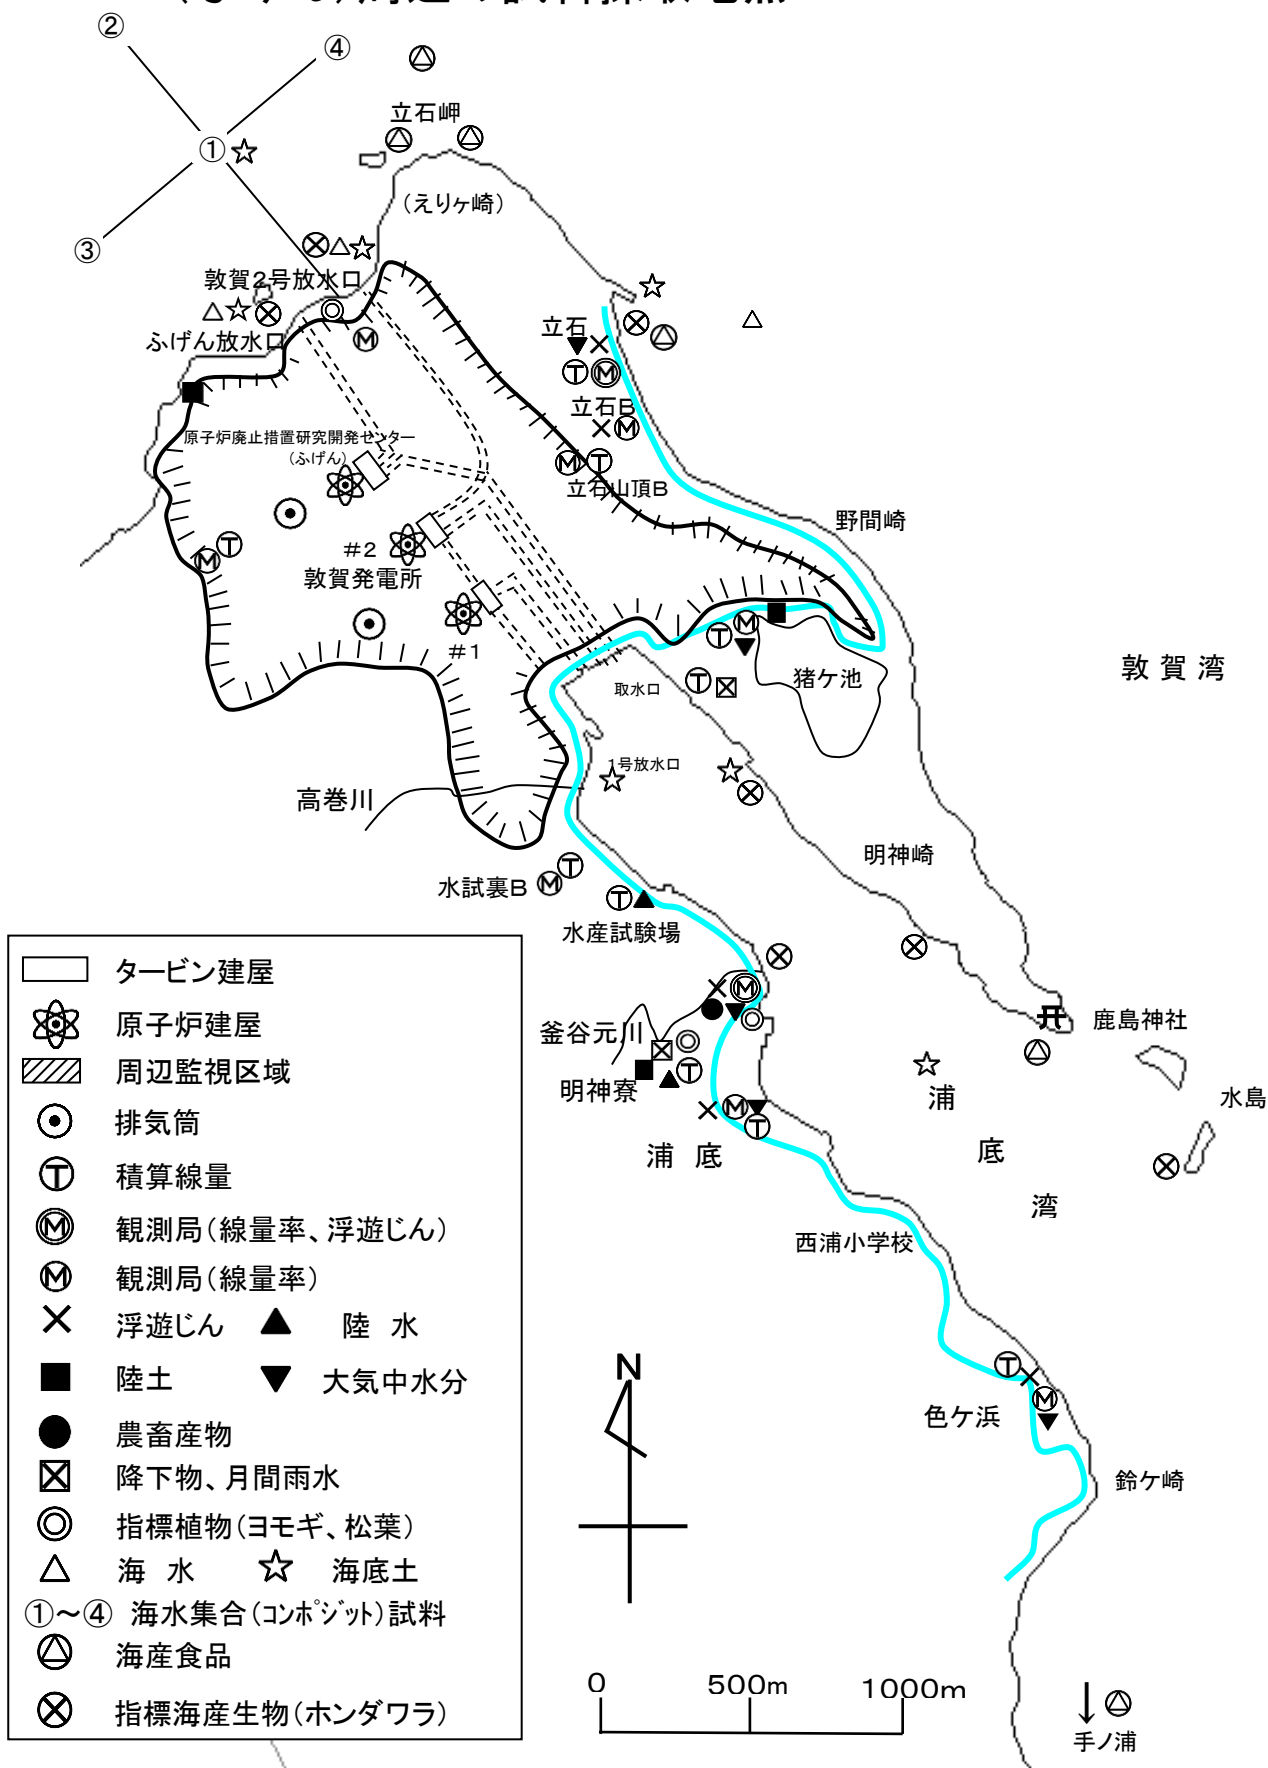 ②
④
立石岬
①
(えりヶ崎)
③
敦賀２号放水口
ふげん放水口
M
立石
T M
立石B
M
原子炉廃止措置研究開発センター
(ふげん)
M T
立石山頂B
野間崎
T
M
＃2
敦賀発電所
＃1
M
T
猪ケ池
敦賀湾
T
取水口
1号放水口
高巻川
明神崎
T
水試裏B M
T
水産試験場
M
鹿島神社
釜谷元川
T
明神寮
M
T
浦底
浦底湾
水島
西浦小学校
T
M
色ケ浜
鈴ケ崎
手ノ浦
タービン建屋
原子炉建屋
周辺監視区域
排気筒
T 積算線量
M 観測局(線量率、浮遊じん)
M 観測局(線量率)
浮遊じん 陸 水
陸土 大気中水分
農畜産物
降下物、月間雨水
指標植物(ヨモギ、松葉)
海 水 海底土
①～④ 海水集合(コンポジット)試料
海産食品
指標海産生物(ホンダワラ)
N
0 500m 1000m